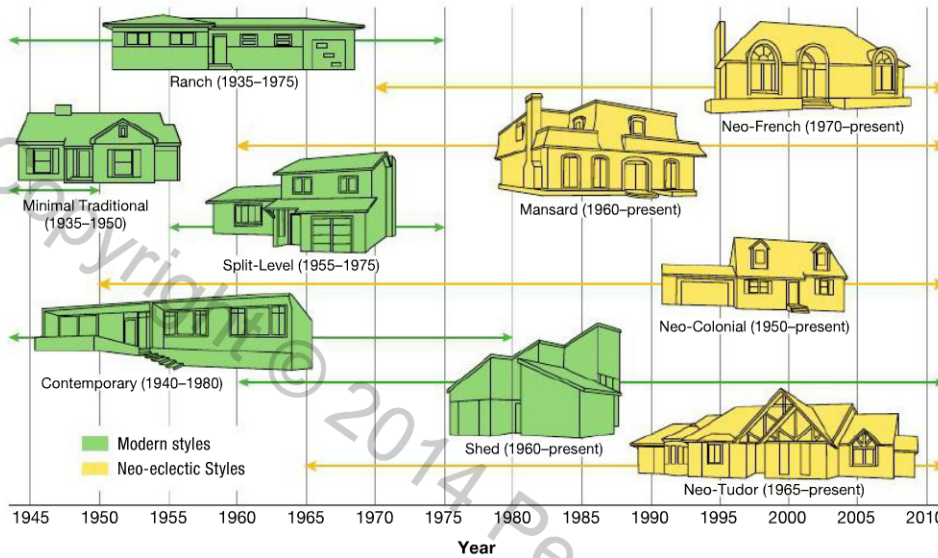 Ranch (1935–1975)
Neo-French (1970–present)
Minimal Traditional
(1935–1950)
Mansard (1960–present)
Split-Level (1955–1975)
Neo-Colonial (1950–present)
Contemporary (1940–1980)
Shed (1960–present)
Modern styles
Neo-eclectic Styles
Neo-Tudor (1965–present)
1945 1950 1955 1960 1965 1970 1975 1980 1985 1990 1995 2000 2005 2010
Year
Copyright © 2014 Pe